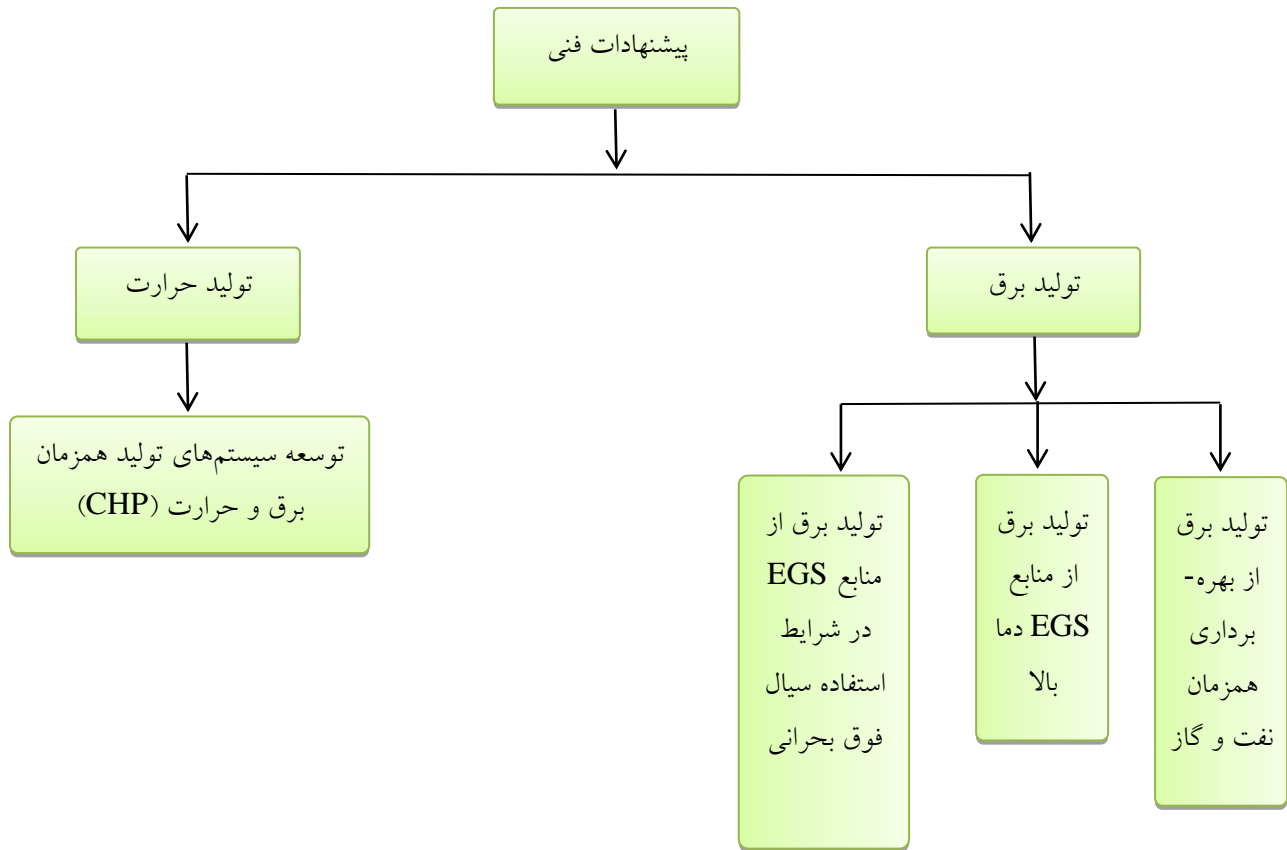 پیشنهادات فنی
تولید برق
تولید حرارت
توسعه سیستم‌های تولید همزمان
برق و حرارت (CHP)
تولید برق
از بهره-
برداری
همزمان
نفت و گاز
تولید برق
از منابع
EGS دما
بالا
تولید برق از
منابع EGS
در شرایط
استفاده سیال
فوق بحرانی